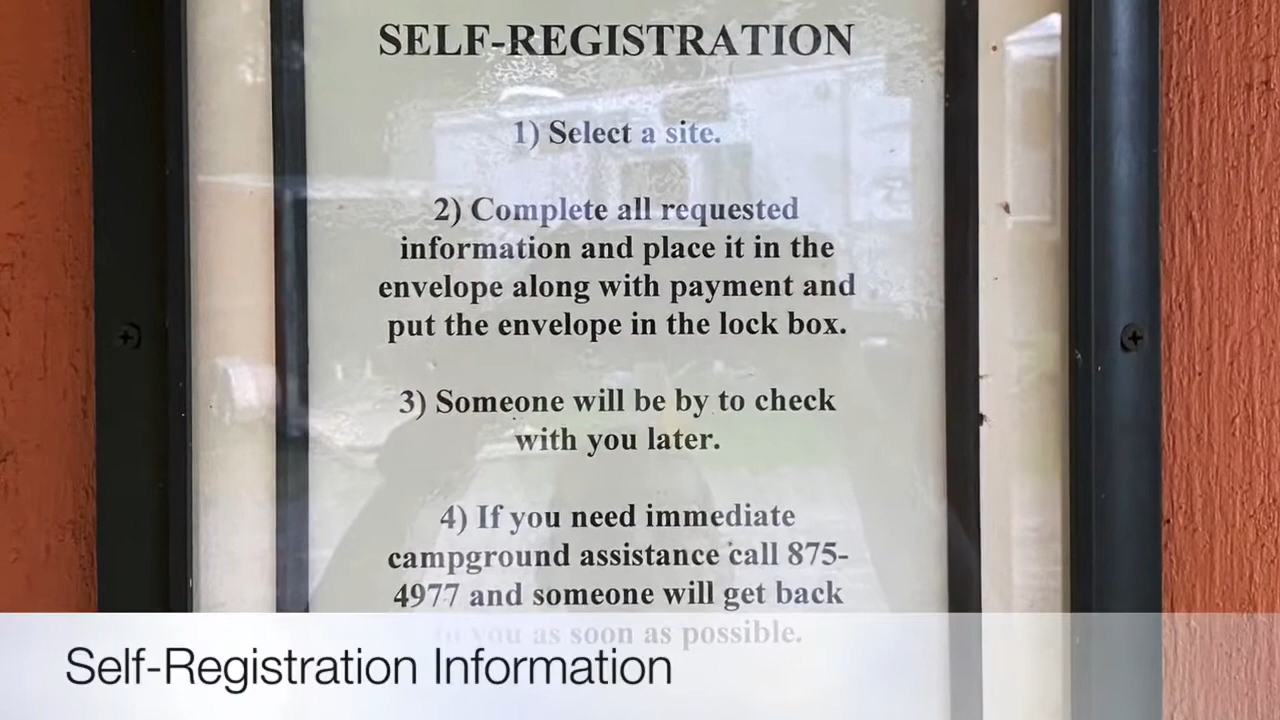 SELF-REGISTRATION
1) Select a site.
2) Complete all requested
information and place it in the
envelope along with payment and
put the envelope in the lock box.
3) Someone will be by to check
with you later.
4) If you need immediate
campground assistance call 875-
4977 and someone will get back
to you as soon as possible.
Self-Registration Information